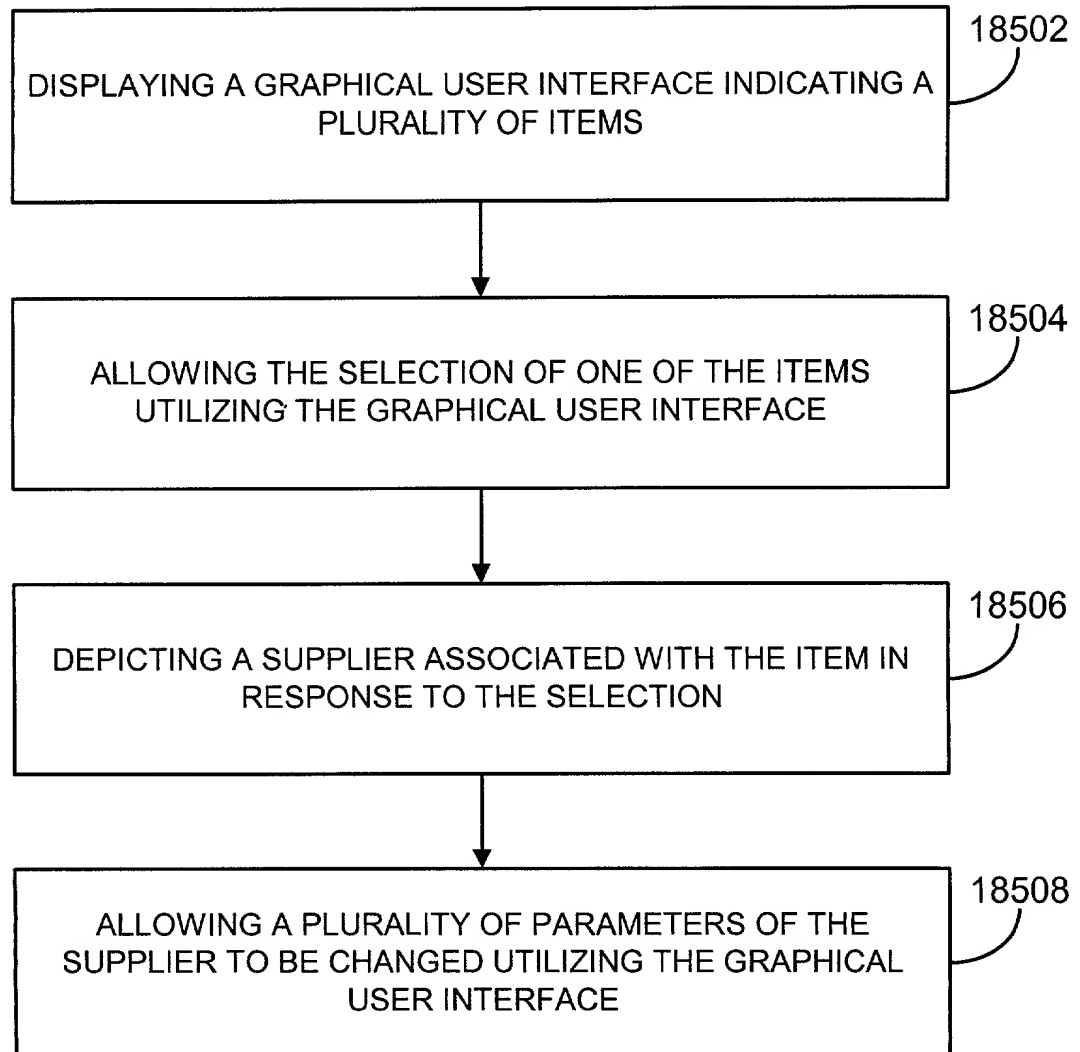 18502
DISPLAYING A GRAPHICAL USER INTERFACE INDICATING A
PLURALITY OF ITEMS
18504
ALLOWING THE SELECTION OF ONE OF THE ITEMS
UTILIZING THE GRAPHICAL USER INTERFACE
18506
DEPICTING A SUPPLIER ASSOCIATED WITH THE ITEM IN
RESPONSE TO THE SELECTION
18508
ALLOWING A PLURALITY OF PARAMETERS OF THE
SUPPLIER TO BE CHANGED UTILIZING THE GRAPHICAL
USER INTERFACE